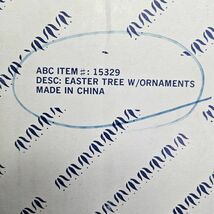 ABC ITEM #: 15329
DESC: EASTER TREE W/ORNAMENTS
MADE IN CHINA